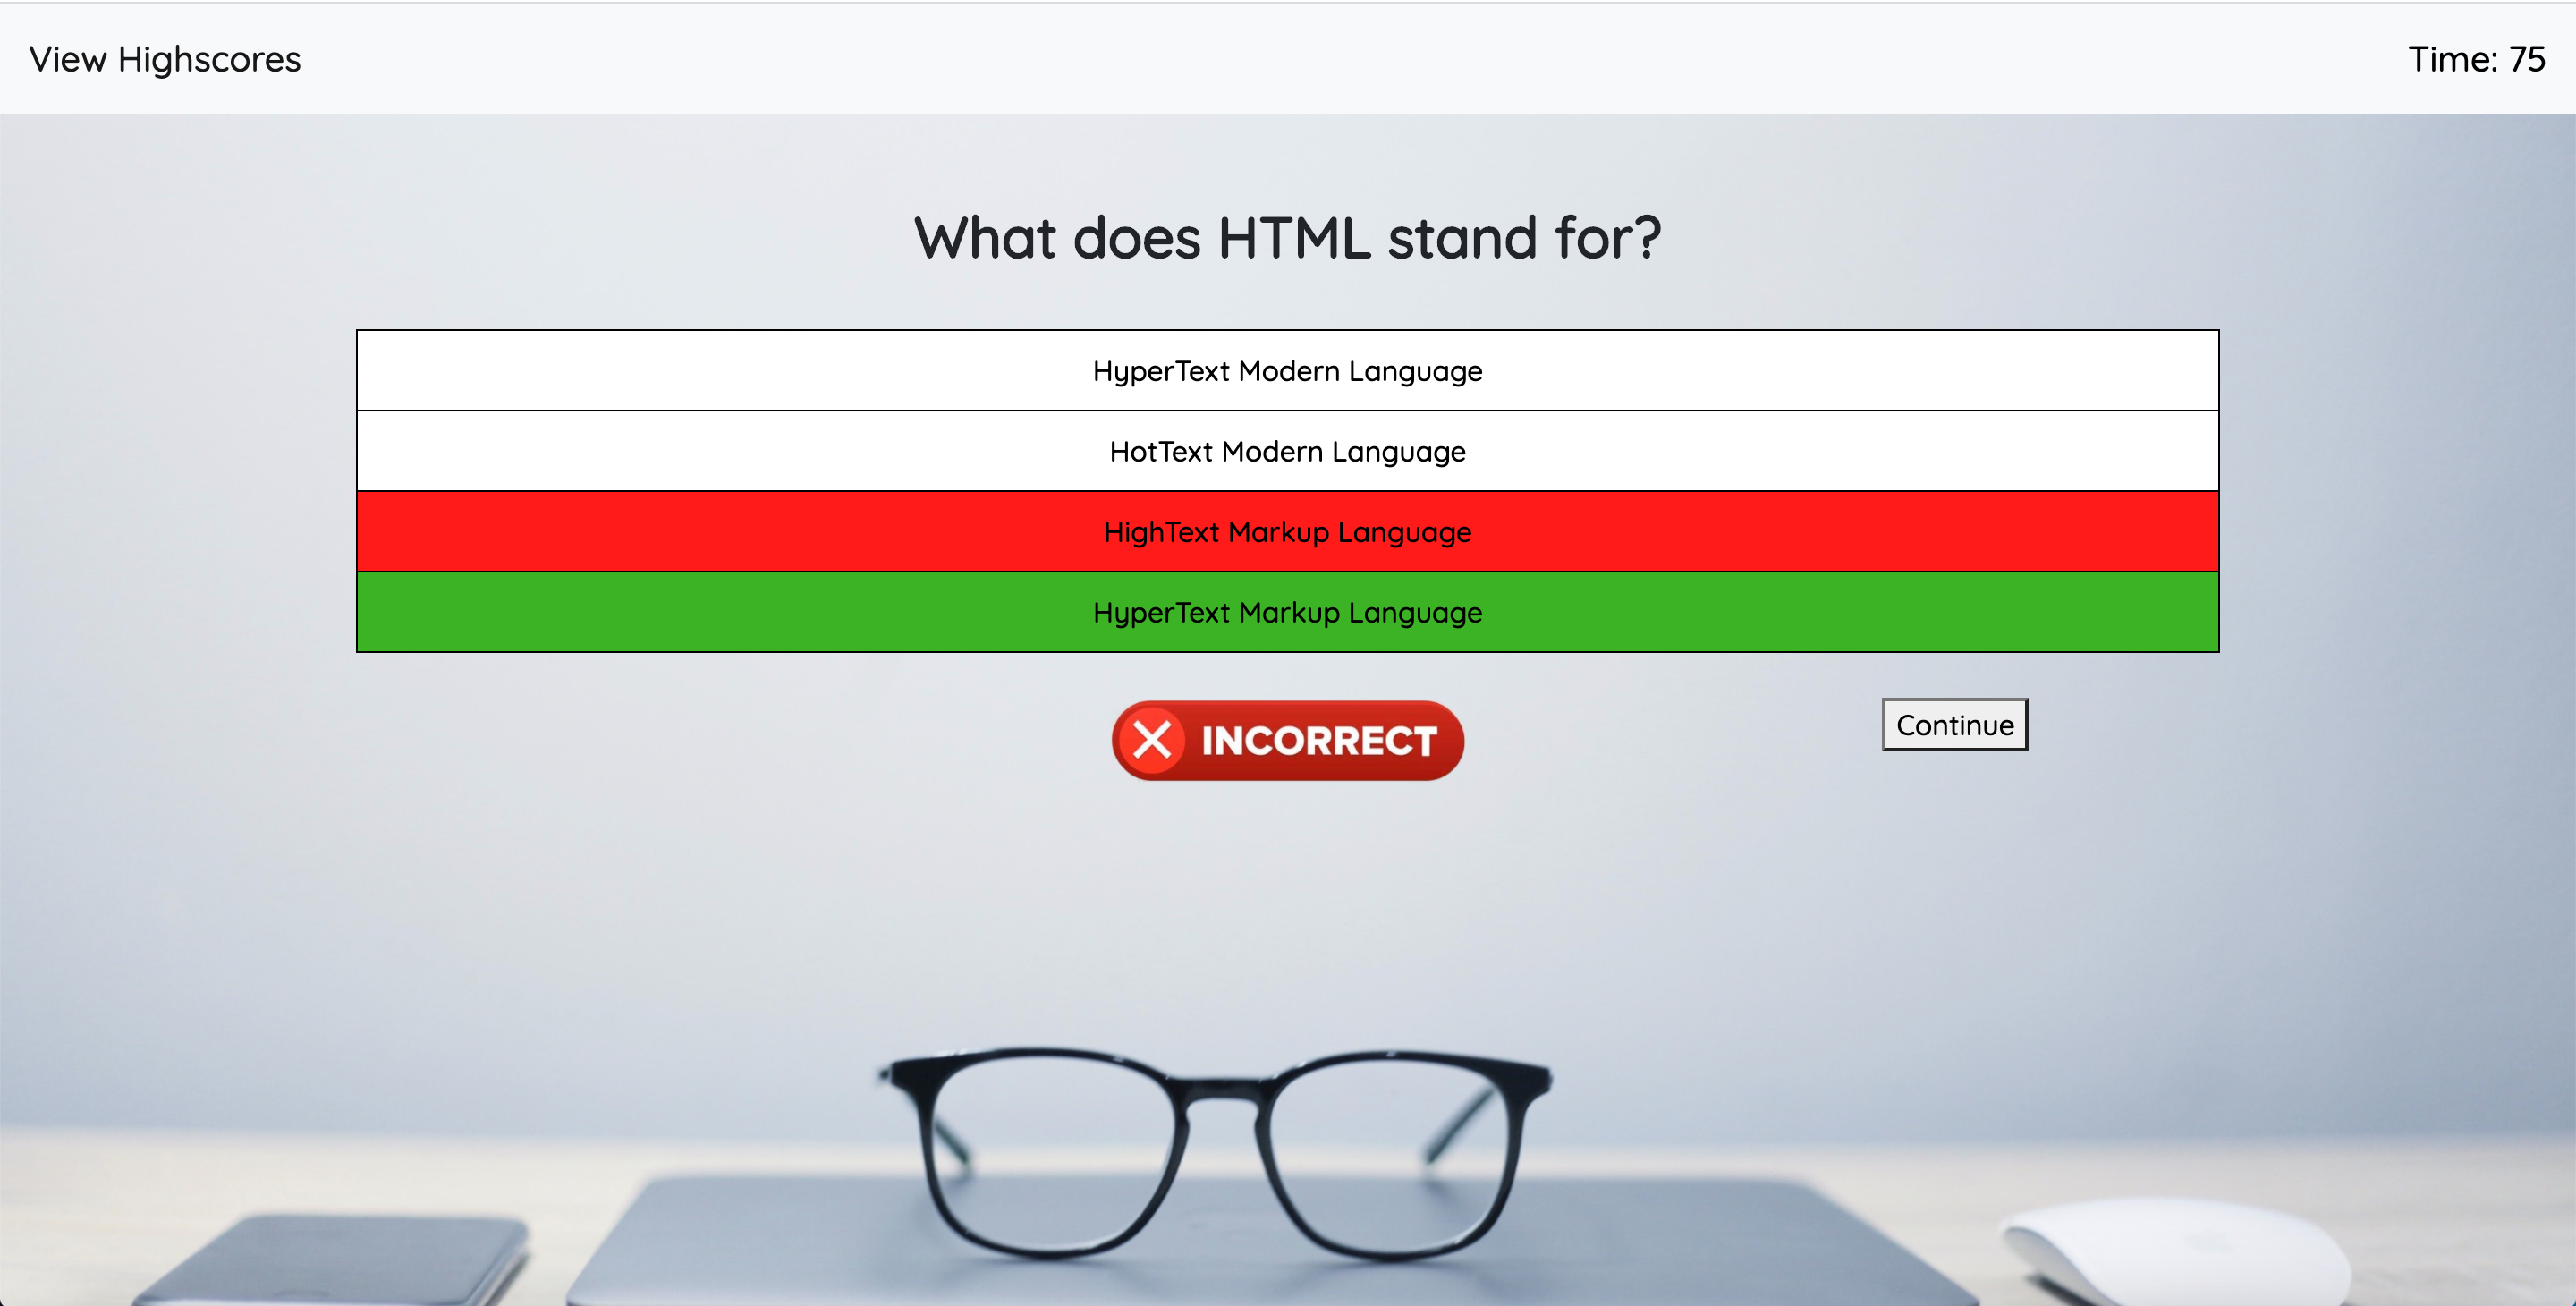 View Highscores
Time: 75
What does HTML stand for?
HyperText Modern Language
HotText Modern Language
HighText Markup Language
HyperText Markup Language
INCORRECT
Continue